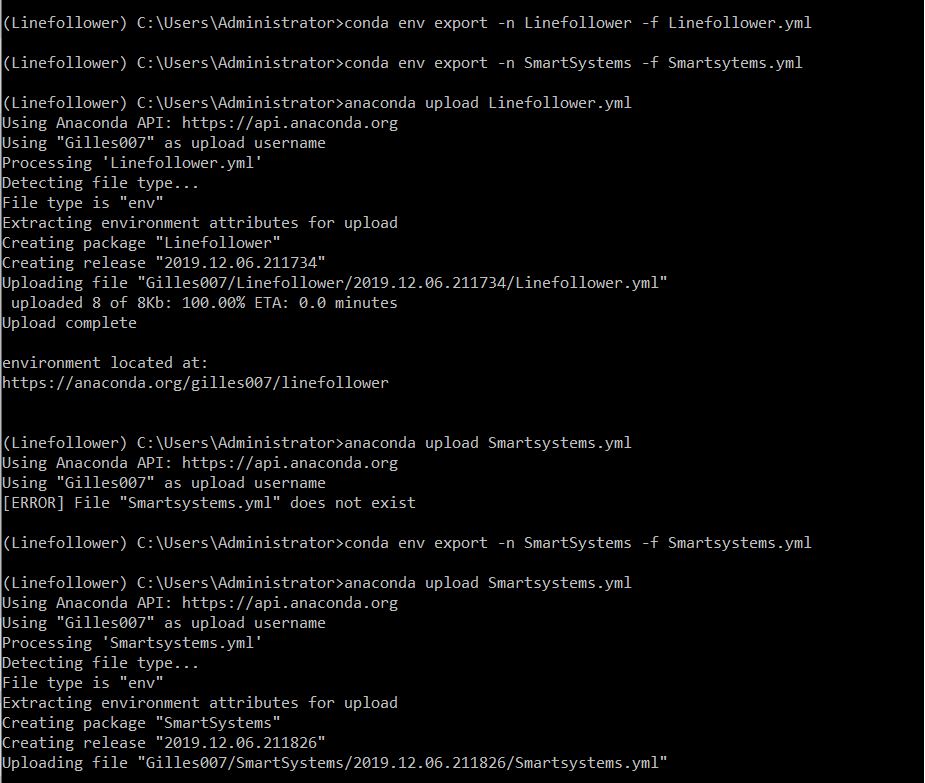 (Linefollower) C:\Users\Administrator>conda env export -n Linefollower -f Linefollower.yml
(Linefollower) C:\Users\Administrator>conda env export -n SmartSystems -f Smartsytems.yml
(Linefollower) C:\Users\Administrator>anaconda upload Linefollower.yml
Using Anaconda API: https://api.anaconda.org
Using "Gilles007" as upload username
Processing 'Linefollower.yml'
Detecting file type...
File type is "env"
Extracting environment attributes for upload
Creating package "Linefollower"
Creating release "2019.12.06.211734"
Uploading file "Gilles007/Linefollower/2019.12.06.211734/Linefollower.yml"
 uploaded 8 of 8Kb: 100.00% ETA: 0.0 minutes
Upload complete
environment located at:
https://anaconda.org/gilles007/linefollower
(Linefollower) C:\Users\Administrator>anaconda upload Smartsystems.yml
Using Anaconda API: https://api.anaconda.org
Using "Gilles007" as upload username
[ERROR] File "Smartsystems.yml" does not exist
(Linefollower) C:\Users\Administrator>conda env export -n SmartSystems -f Smartsystems.yml
(Linefollower) C:\Users\Administrator>anaconda upload Smartsystems.yml
Using Anaconda API: https://api.anaconda.org
Using "Gilles007" as upload username
Processing 'Smartsystems.yml'
Detecting file type...
File type is "env"
Extracting environment attributes for upload
Creating package "SmartSystems"
Creating release "2019.12.06.211826"
Uploading file "Gilles007/SmartSystems/2019.12.06.211826/Smartsystems.yml"